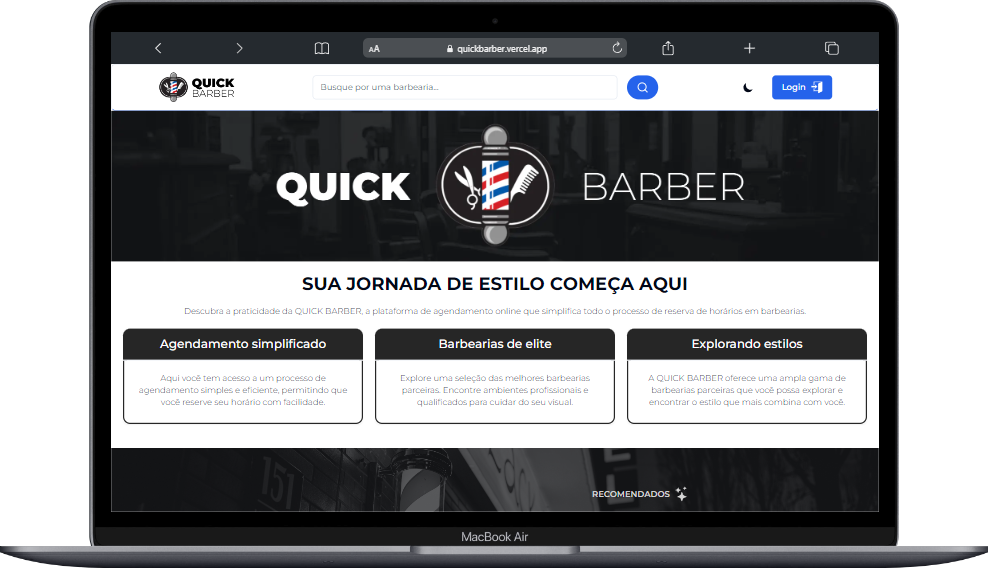 AA
quickbarber.vercel.app
QUICK
BARBER
Busque por uma barbearia...
Login
QUICK BARBER
SUA JORNADA DE ESTILO COMEÇA AQUI
Descubra a praticidade da QUICK BARBER, a plataforma de agendamento online que simplifica todo o processo de reserva de horários em barbearias.
Agendamento simplificado
Aqui você tem acesso a um processo de
agendamento simples e eficiente, permitindo que
você reserve seu horário com facilidade.
Barbearias de elite
Explore uma seleção das melhores barbearias
parceiras. Encontre ambientes profissionais e
qualificados para cuidar do seu visual.
Explorando estilos
A QUICK BARBER oferece uma ampla gama de
barbearias parceiras que você possa explorar e
encontrar o estilo que mais combina com você.
151
RECOMENDADOS
MacBook Air